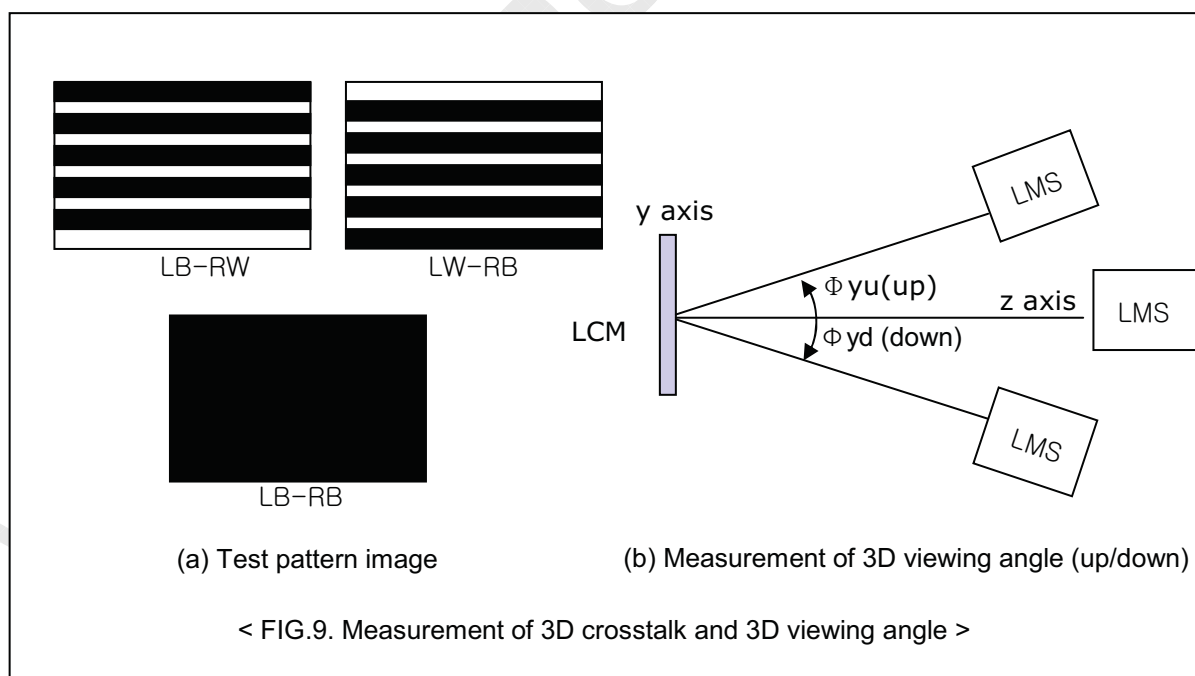 LB-RW
LW-RB
LB-RB
(a) Test pattern image
y axis
LCM
Φ yu(up)
z axis
Φ yd (down)
LMS
LMS
LMS
(b) Measurement of 3D viewing angle (up/down)
< FIG.9. Measurement of 3D crosstalk and 3D viewing angle >